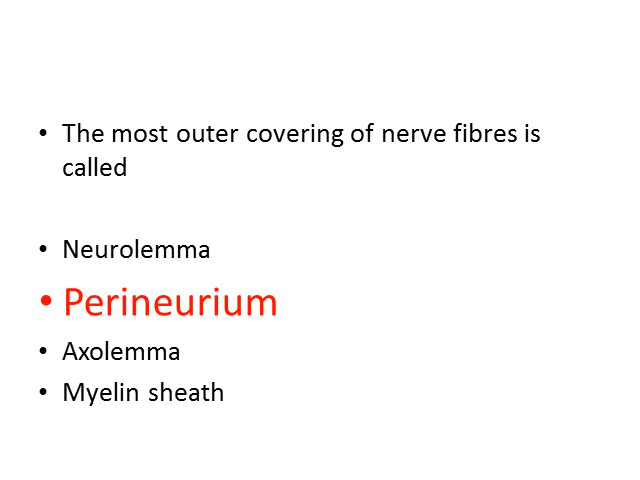 • The most outer covering of nerve fibres is
called
• Neurolemma
• Perineurium
• Axolemma
• Myelin sheath